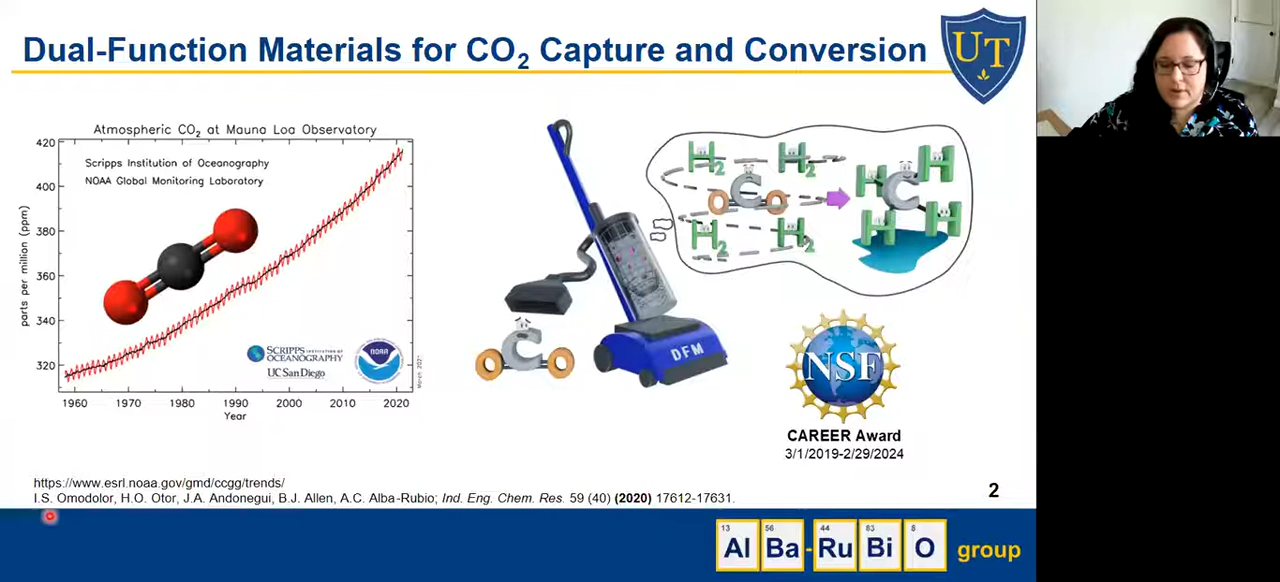 Dual-Function Materials for CO₂ Capture and Conversion
UT
Atmospheric CO₂ at Mauna Loa Observatory
Scripps Institution of Oceanography
NOAA Global Monitoring Laboratory
parts per million (ppm)
420
400
380
360
340
320
1960 1970 1980 1990 2000 2010 2020
Year
SCRIPPS INSTITUTION OF
OCEANOGRAPHY
UC San Diego
NOAA
March 2021
H₂ H₂
C
O O
H₂ H₂
H H
C
H H
C
O O
DFM
NSF
CAREER Award
3/1/2019-2/29/2024
https://www.esrl.noaa.gov/gmd/ccgg/trends/
I.S. Omodolor, H.O. Otor, J.A. Andonegui, B.J. Allen, A.C. Alba-Rubio; Ind. Eng. Chem. Res. 59 (40) (2020) 17612-17631.
2
13 56 44 83 8
Al Ba-Ru Bi O group